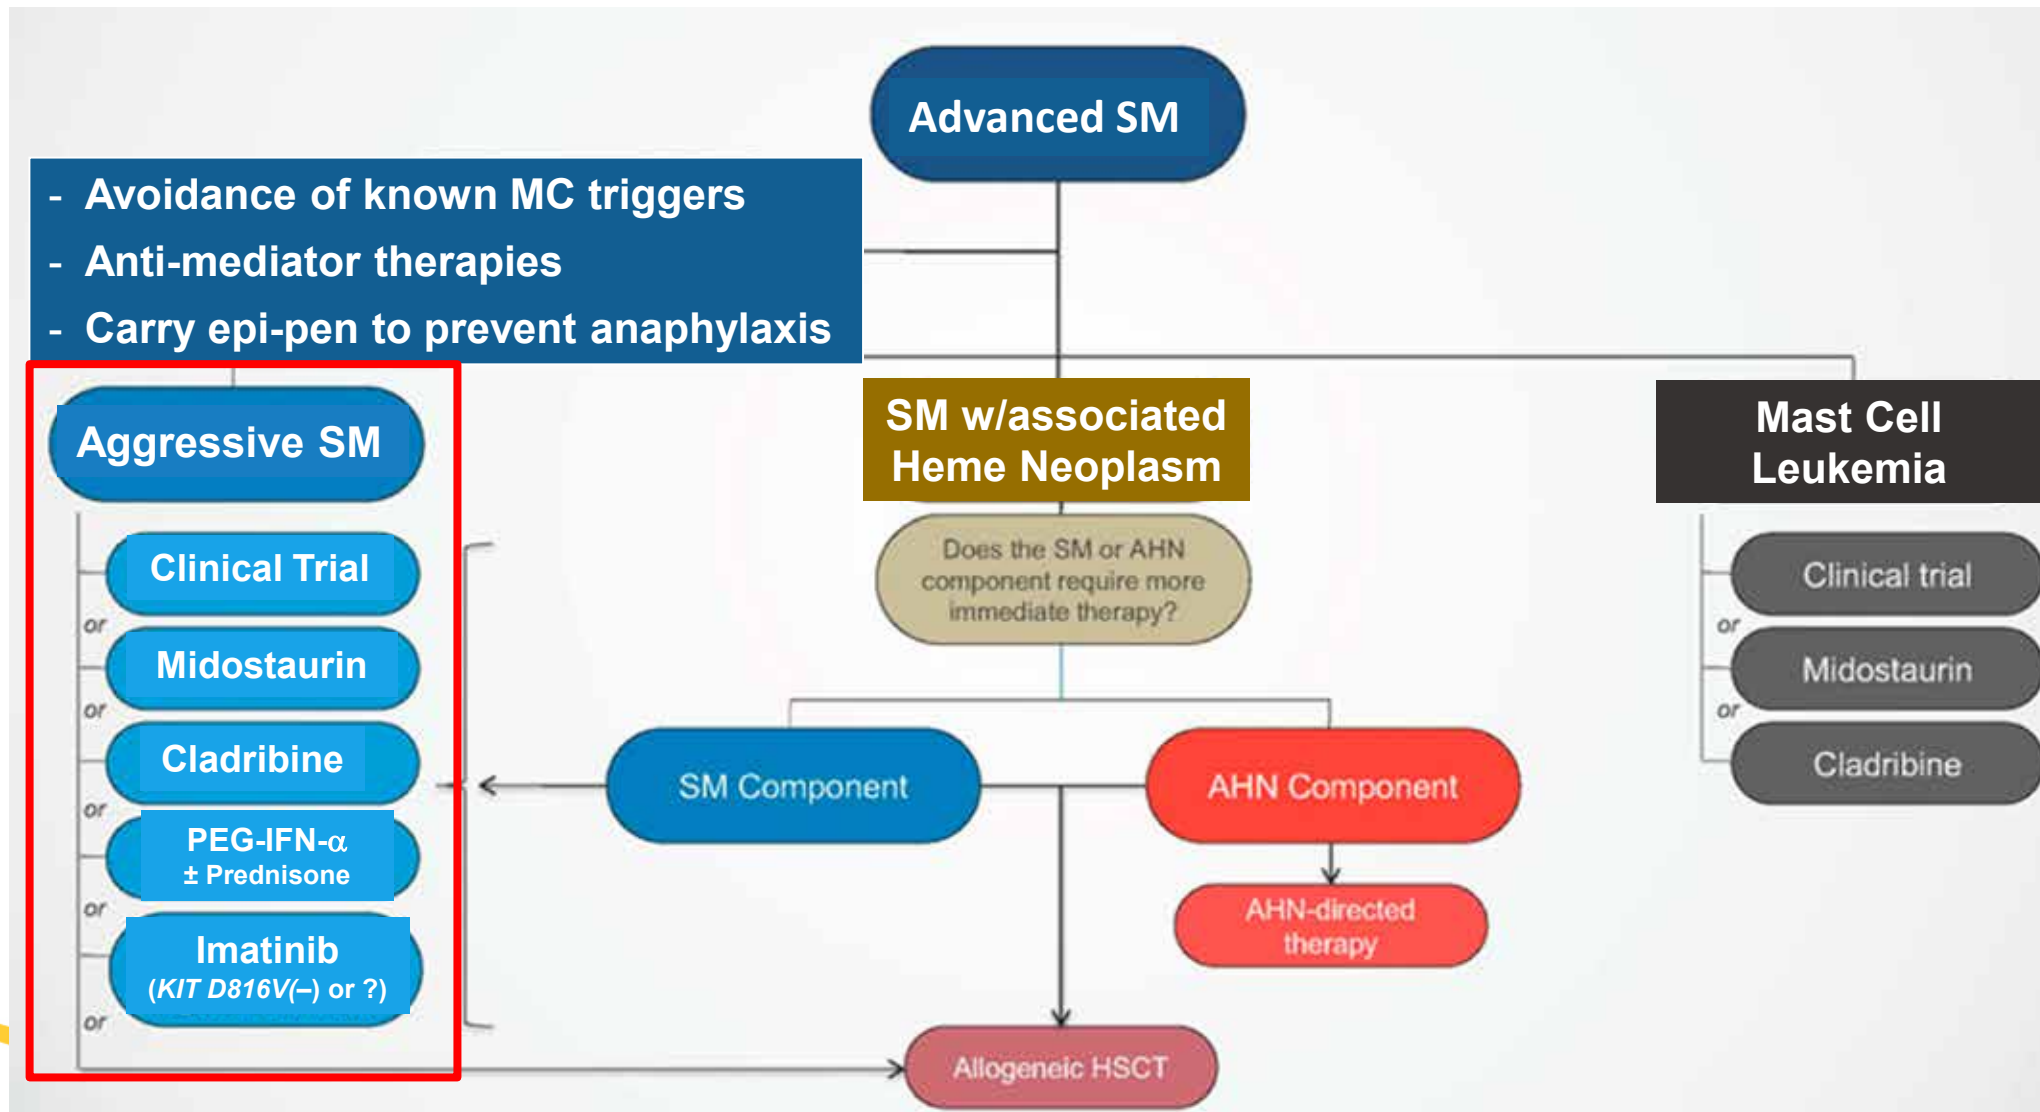 Advanced SM
- Avoidance of known MC triggers
- Anti-mediator therapies
- Carry epi-pen to prevent anaphylaxis
Aggressive SM
Clinical Trial
or
Midostaurin
or
Cladribine
or
PEG-IFN-α
± Prednisone
or
Imatinib
(KIT D816V(–) or ?)
or
SM w/associated
Heme Neoplasm
Does the SM or AHN
component require more
immediate therapy?
SM Component
AHN Component
AHN-directed
therapy
Allogeneic HSCT
Mast Cell
Leukemia
Clinical trial
or
Midostaurin
or
Cladribine